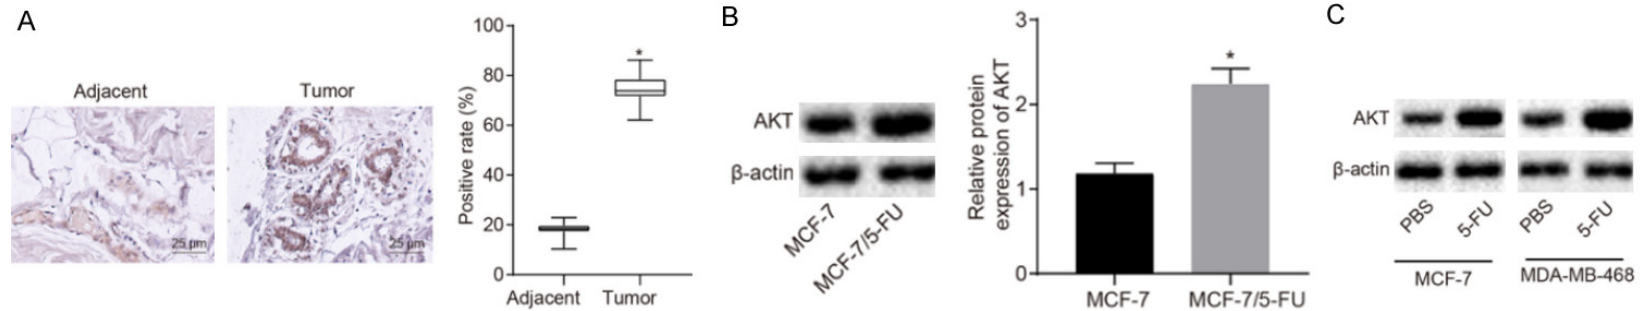 A
Adjacent
Tumor
25 μm
25 μm
Positive rate (%)
100
80
60
40
20
0
*
Adjacent
Tumor
B
AKT
β-actin
MCF-7
MCF-7/5-FU
Relative protein
expression of AKT
3
2
1
0
*
MCF-7
MCF-7/5-FU
C
AKT
β-actin
PBS
5-FU
PBS
5-FU
MCF-7
MDA-MB-468